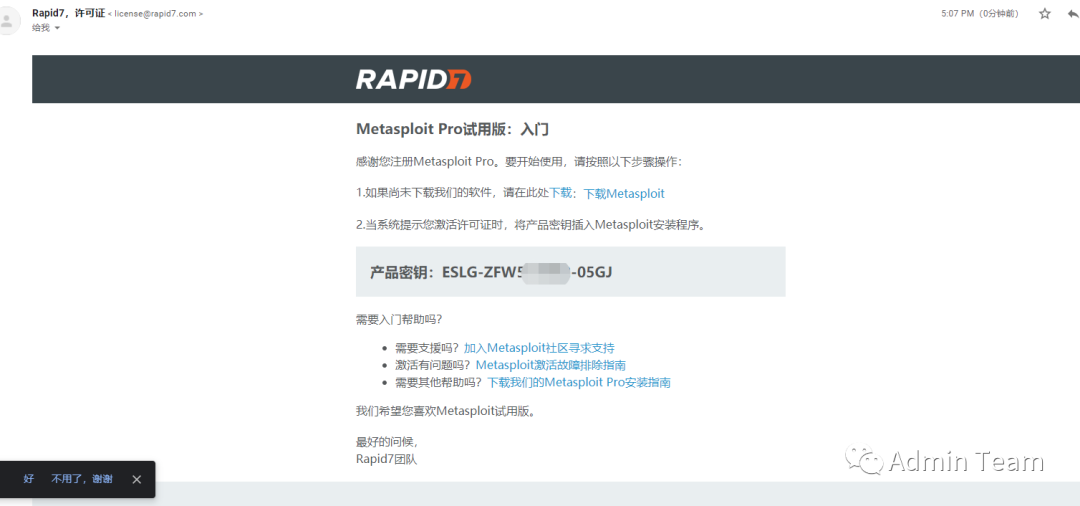 Rapid7，许可证 < license@rapid7.com >
5:07 PM（0分钟前）
给我
RAPID7
Metasploit Pro试用版：入门
感谢您注册Metasploit Pro。要开始使用，请按照以下步骤操作：
1.如果尚未下载我们的软件，请在此处下载：下载Metasploit
2.当系统提示您激活许可证时，将产品密钥插入Metasploit安装程序。
产品密钥：ESLG-ZFW5 -05GJ
需要入门帮助吗？
• 需要支援吗？加入Metasploit社区寻求支持
• 激活有问题吗？Metasploit激活故障排除指南
• 需要其他帮助吗？下载我们的Metasploit Pro安装指南
我们希望您喜欢Metasploit试用版。
最好的问候，
Rapid7团队
好 不用了，谢谢
Admin Team